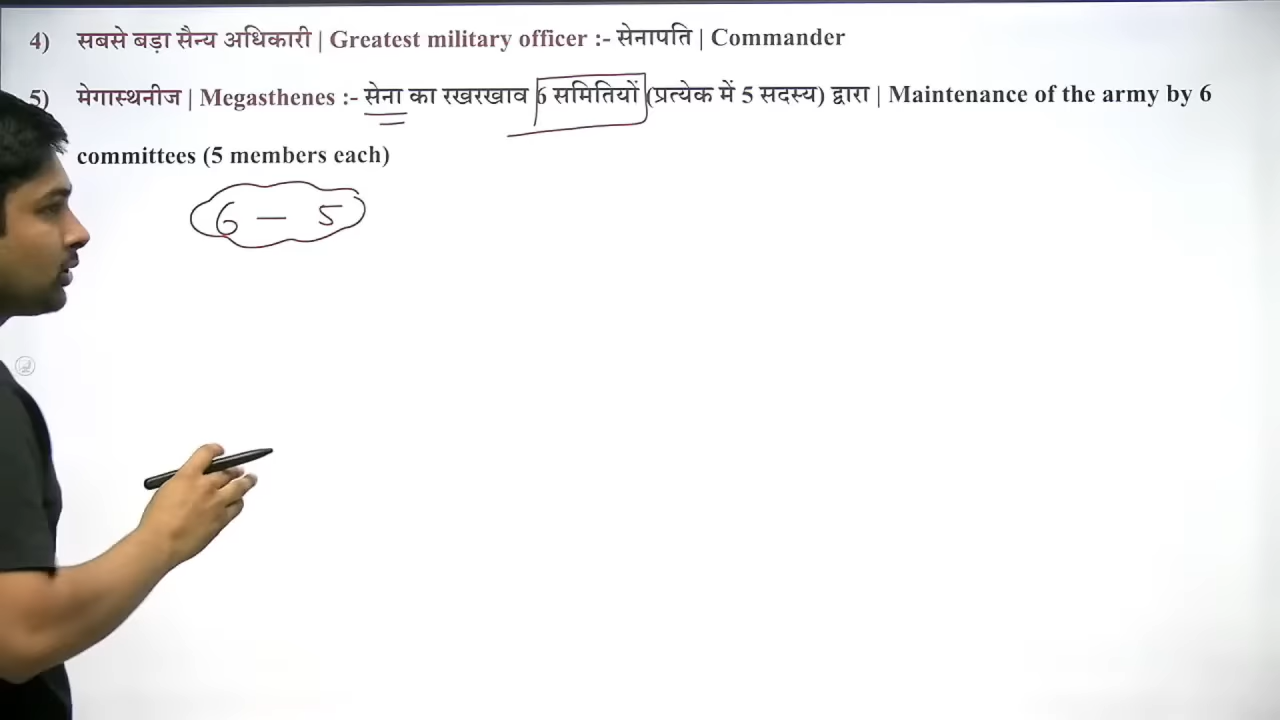 4) सबसे बड़ा सैन्य अधिकारी | Greatest military officer :- सेनापति | Commander
5) मेगास्थनीज | Megasthenes :- सेना का रखरखाव 6 समितियों (प्रत्येक में 5 सदस्य) द्वारा | Maintenance of the army by 6
committees (5 members each)
6 — 5